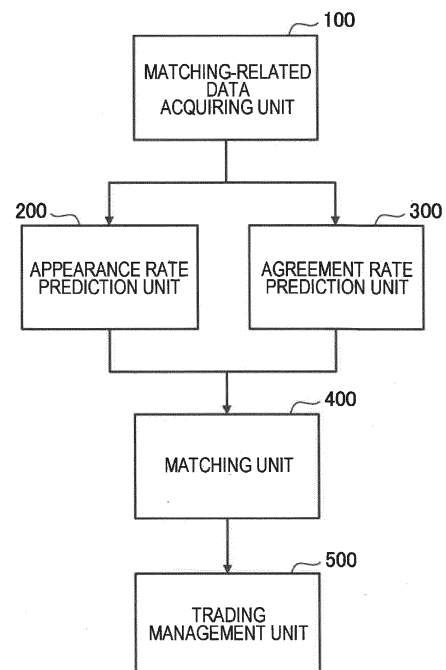 100
MATCHING-RELATED
DATA
ACQUIRING UNIT
200
APPEARANCE RATE
PREDICTION UNIT
300
AGREEMENT RATE
PREDICTION UNIT
400
MATCHING UNIT
500
TRADING
MANAGEMENT UNIT